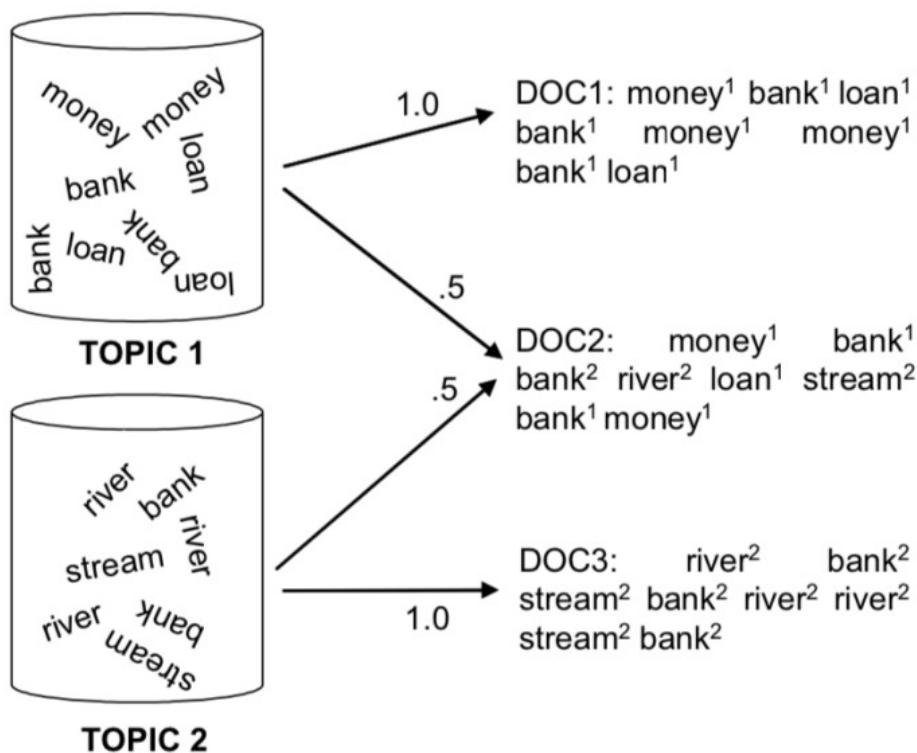 money
money
loan
bank
bank
loan
bank
loan
TOPIC 1
1.0
.5
DOC1: money¹ bank¹ loan¹
bank¹ money¹ money¹
bank¹ loan¹
DOC2: money¹ bank¹
bank² river² loan¹ stream²
bank¹ money¹
river
bank
river
stream
river
bank
stream
TOPIC 2
.5
1.0
DOC3: river² bank²
stream² bank² river² river²
stream² bank²